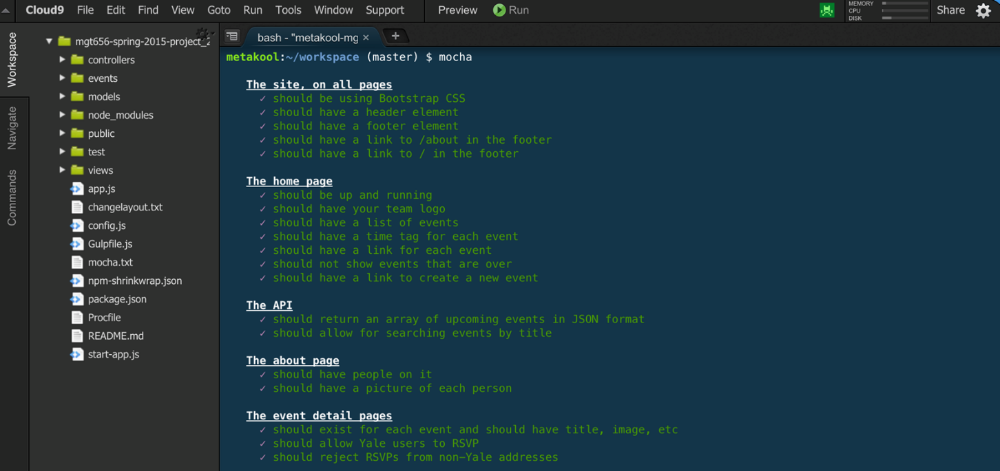 Cloud9 File Edit Find View Goto Run Tools Window Support Preview Run MEMORY CPU DISK Share
Workspace
Navigate
Commands
mgt656-spring-2015-project_2
controllers
events
models
node_modules
public
test
views
app.js
changelayout.txt
config.js
Gulpfile.js
mocha.txt
npm-shrinkwrap.json
package.json
Procfile
README.md
start-app.js
bash - "metakool-mg × +
metakool:~/workspace (master) $ mocha
The site, on all pages
✓ should be using Bootstrap CSS
✓ should have a header element
✓ should have a footer element
✓ should have a link to /about in the footer
✓ should have a link to / in the footer
The home page
✓ should be up and running
✓ should have your team logo
✓ should have a list of events
✓ should have a time tag for each event
✓ should have a link for each event
✓ should not show events that are over
✓ should have a link to create a new event
The API
✓ should return an array of upcoming events in JSON format
✓ should allow for searching events by title
The about page
✓ should have people on it
✓ should have a picture of each person
The event detail pages
✓ should exist for each event and should have title, image, etc
✓ should allow Yale users to RSVP
✓ should reject RSVPs from non-Yale addresses